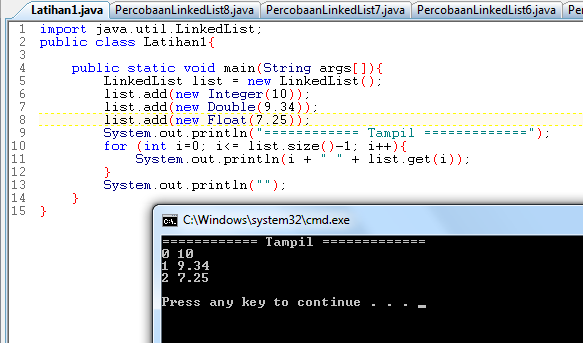 Latihan1.java PercobaanLinkedList8.java PercobaanLinkedList7.java PercobaanLinkedList6.java Pe
1 import java.util.LinkedList;
2 public class Latihan1{
3
4 public static void main(String args[]){
5 LinkedList list = new LinkedList();
6 list.add(new Integer(10));
7 list.add(new Double(9.34));
8 list.add(new Float(7.25));
9 System.out.println("============ Tampil =============");
10 for (int i=0; i<= list.size()-1; i++){
11 System.out.println(i + " " + list.get(i));
12 }
13 System.out.println("");
14 }
15 }
C:\Windows\system32\cmd.exe
============ Tampil =============
0 10
1 9.34
2 7.25
Press any key to continue . . . _